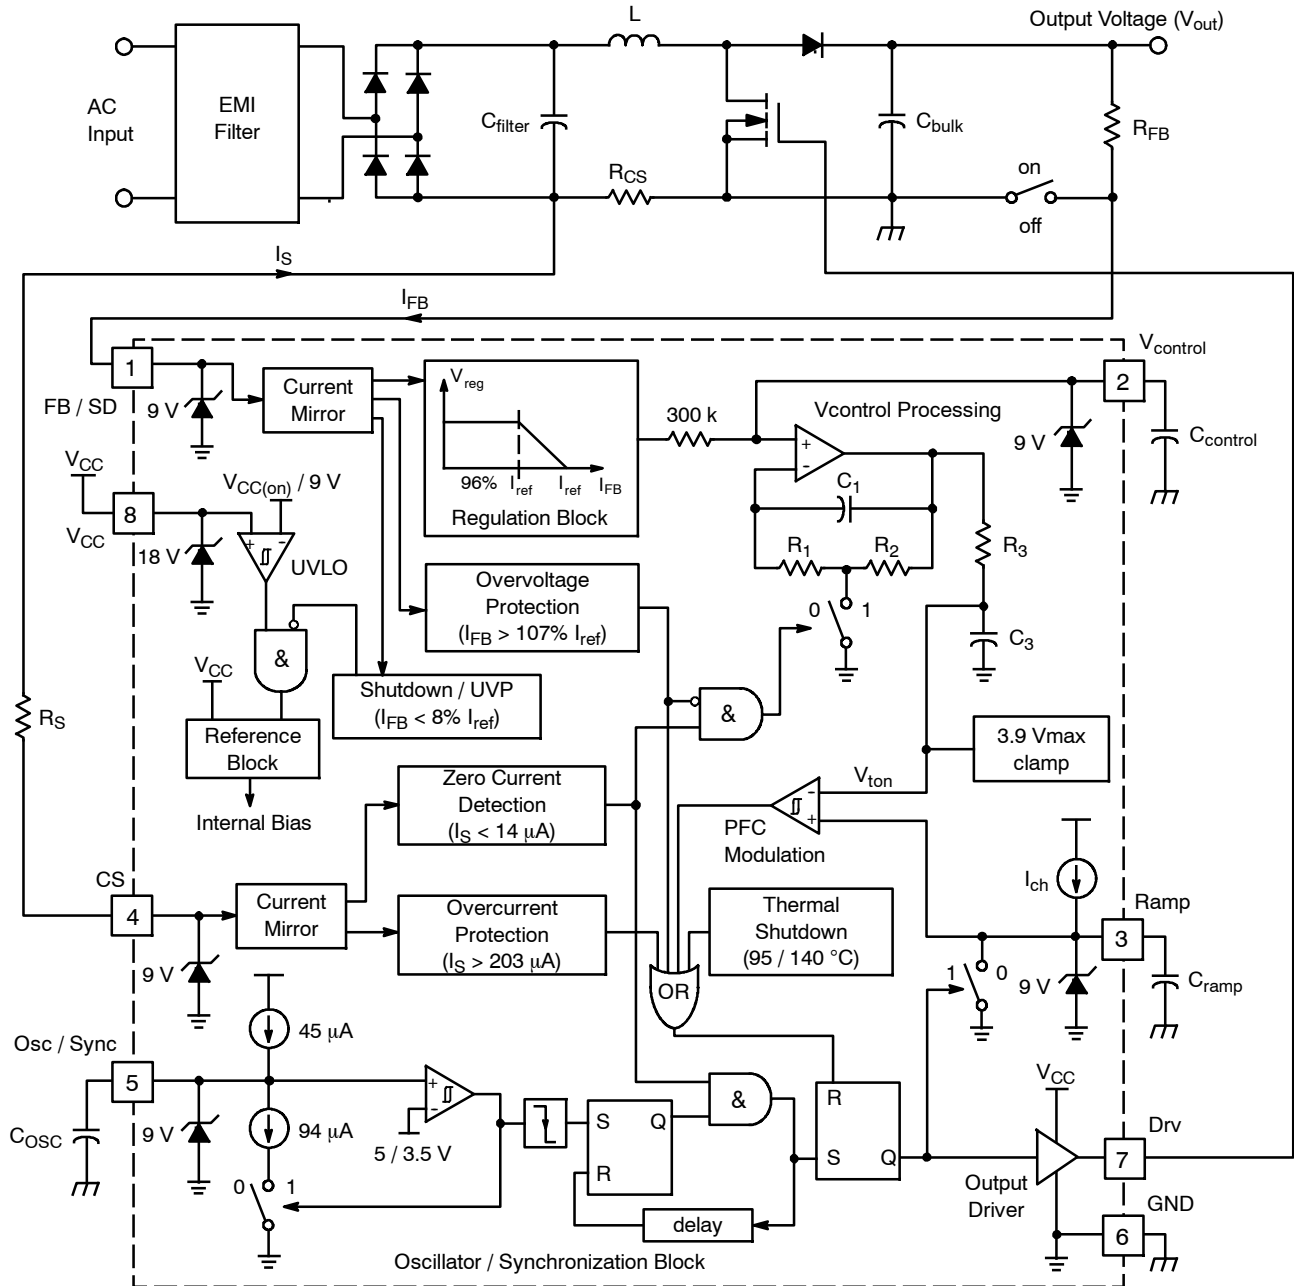 Output Voltage (Vout)
L
AC
Input
EMI
Filter
Cfilter
Cbulk
RFB
RCS
on
off
IS
IFB
Vcontrol
1
FB / SD
9 V
Current
Mirror
Vreg
96%
Iref
Iref
IFB
Regulation Block
300 k
Vcontrol Processing
+
−
C1
R1
R2
R3
C3
0
1
9 V
2
Ccontrol
VCC
8
VCC
18 V
VCC(on) / 9 V
+
−
UVLO
&
Overvoltage
Protection
(IFB > 107% Iref)
Shutdown / UVP
(IFB < 8% Iref)
VCC
Reference
Block
Internal Bias
RS
&
3.9 Vmax
clamp
Zero Current
Detection
(IS < 14 µA)
Vton
−
+
PFC
Modulation
CS
4
9 V
Current
Mirror
Overcurrent
Protection
(IS > 203 µA)
Thermal
Shutdown
(95 / 140 °C)
OR
Ich
Ramp
3
1
0
9 V
Cramp
Osc / Sync
5
COSC
9 V
45 µA
94 µA
0
1
+
−
5 / 3.5 V
S
Q
R
delay
&
R
S
Q
VCC
Output
Driver
Drv
7
GND
6
Oscillator / Synchronization Block